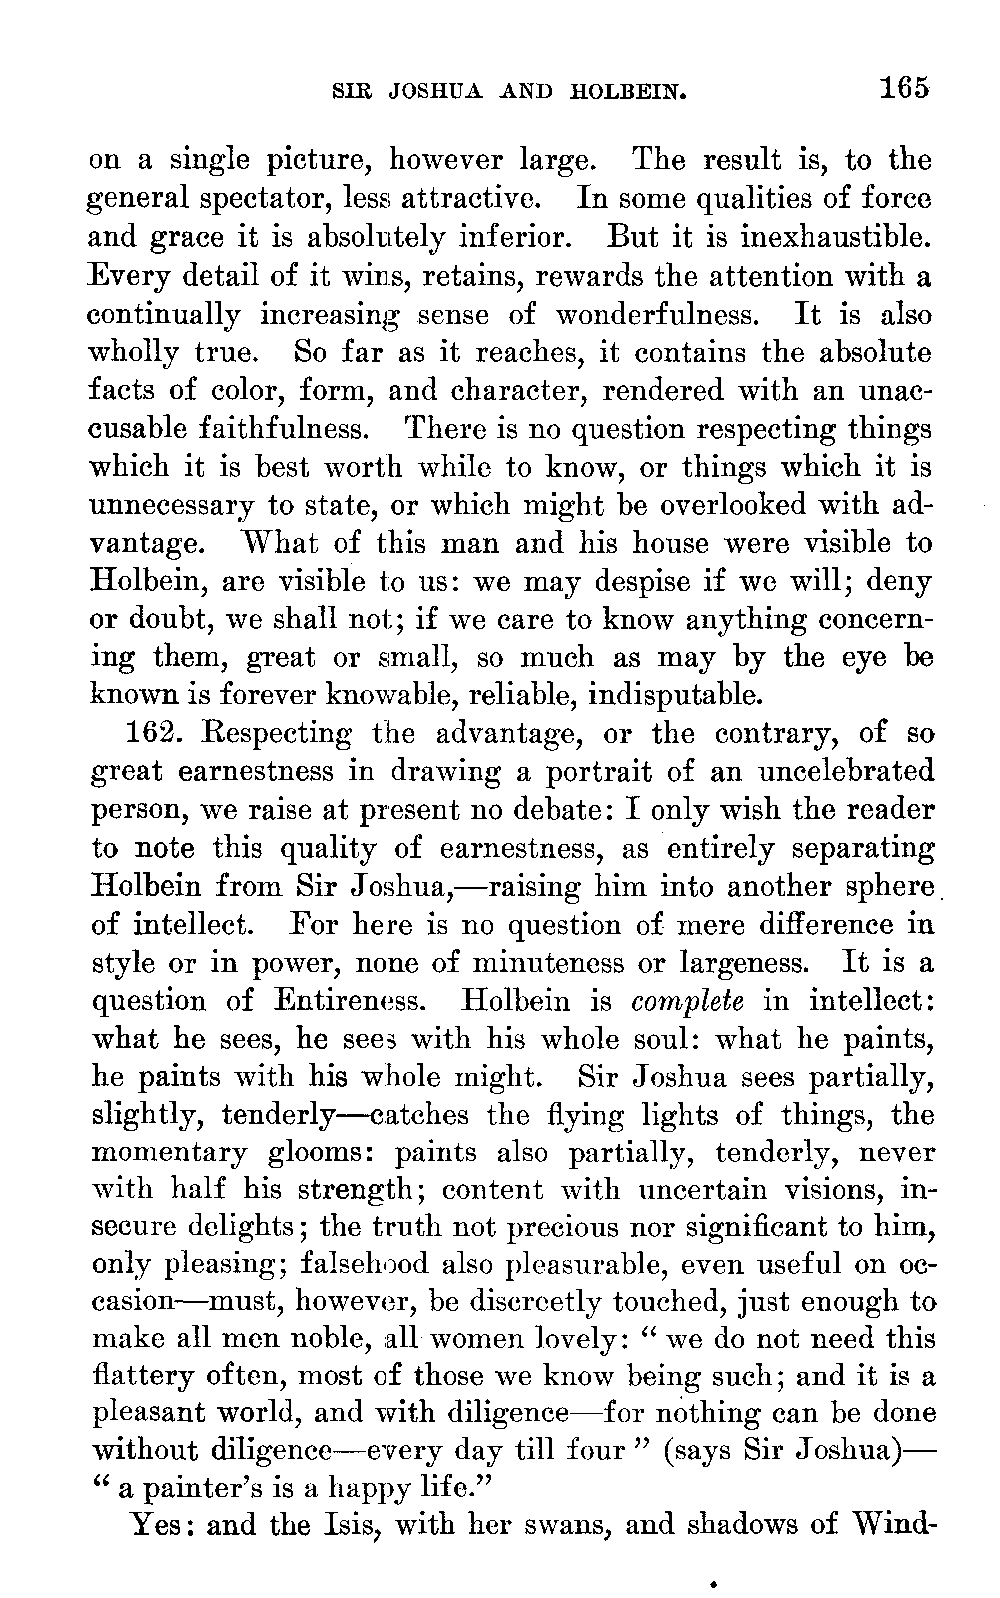 SIR JOSHUA AND HOLBEIN. 165
on a single picture, however large. The result is, to the
general spectator, less attractive. In some qualities of force
and grace it is absolutely inferior. But it is inexhaustible.
Every detail of it wins, retains, rewards the attention with a
continually increasing sense of wonderfulness. It is also
wholly true. So far as it reaches, it contains the absolute
facts of color, form, and character, rendered with an unac-
cusable faithfulness. There is no question respecting things
which it is best worth while to know, or things which it is
unnecessary to state, or which might be overlooked with ad-
vantage. What of this man and his house were visible to
Holbein, are visible to us: we may despise if we will; deny
or doubt, we shall not; if we care to know anything concern-
ing them, great or small, so much as may by the eye be
known is forever knowable, reliable, indisputable.
162. Respecting the advantage, or the contrary, of so
great earnestness in drawing a portrait of an uncelebrated
person, we raise at present no debate: I only wish the reader
to note this quality of earnestness, as entirely separating
Holbein from Sir Joshua,—raising him into another sphere
of intellect. For here is no question of mere difference in
style or in power, none of minuteness or largeness. It is a
question of Entireness. Holbein is complete in intellect:
what he sees, he sees with his whole soul: what he paints,
he paints with his whole might. Sir Joshua sees partially,
slightly, tenderly—catches the flying lights of things, the
momentary glooms: paints also partially, tenderly, never
with half his strength; content with uncertain visions, in-
secure delights; the truth not precious nor significant to him,
only pleasing; falsehood also pleasurable, even useful on oc-
casion—must, however, be discreetly touched, just enough to
make all men noble, all women lovely: “ we do not need this
flattery often, most of those we know being such; and it is a
pleasant world, and with diligence—for nothing can be done
without diligence—every day till four ” (says Sir Joshua)—
“ a painter’s is a happy life.”
Yes: and the Isis, with her swans, and shadows of Wind-